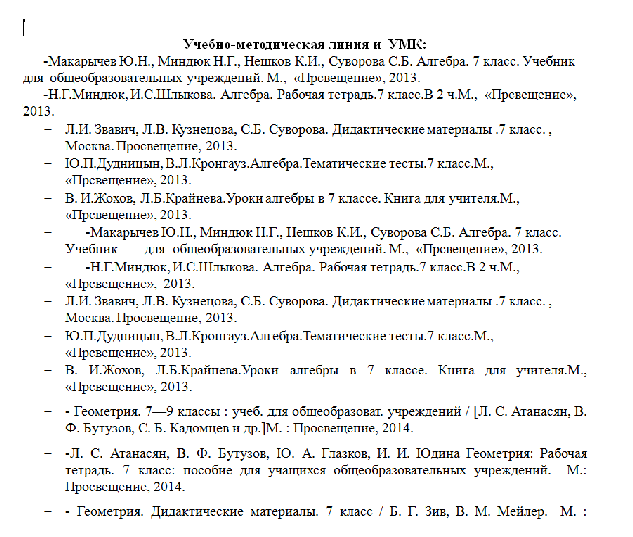 Учебно-методическая линия и УМК:
-Макарычев Ю.Н., Миндюк Н.Г., Нешков К.И., Суворова С.Б. Алгебра. 7 класс. Учебник
для общеобразовательных учреждений. М., «Просвещение», 2013.
-Н.Г.Миндюк, И.С.Шлыкова. Алгебра. Рабочая тетрадь.7 класс.В 2 ч.М., «Просвещение»,
2013.
– Л.И. Звавич, Л.В. Кузнецова, С.Б. Суворова. Дидактические материалы .7 класс. ,
Москва.Просвещение, 2013.
– Ю.П.Дудницын, В.Л.Кронгауз.Алгебра.Тематические тесты.7 класс.М.,
«Просвещение», 2013.
– В. И.Жохов, Л.Б.Крайнева.Уроки алгебры в 7 классе. Книга для учителя.М.,
«Просвещение», 2013.
– -Макарычев Ю.Н., Миндюк Н.Г., Нешков К.И., Суворова С.Б. Алгебра. 7 класс.
Учебник для общеобразовательных учреждений. М., «Просвещение», 2013.
– -Н.Г.Миндюк, И.С.Шлыкова. Алгебра. Рабочая тетрадь.7 класс.В 2 ч.М.,
«Просвещение», 2013.
– Л.И. Звавич, Л.В. Кузнецова, С.Б. Суворова. Дидактические материалы .7 класс. ,
Москва.Просвещение, 2013.
– Ю.П.Дудницын, В.Л.Кронгауз.Алгебра.Тематические тесты.7 класс.М.,
«Просвещение», 2013.
– В. И.Жохов, Л.Б.Крайнева.Уроки алгебры в 7 классе. Книга для учителя.М.,
«Просвещение», 2013.
– - Геометрия. 7—9 классы : учеб. для общеобразоват. учреждений / [Л. С. Атанасян, В.
Ф. Бутузов, С. Б. Кадомцев и др.]М. : Просвещение, 2014.
– -Л. С. Атанасян, В. Ф. Бутузов, Ю. А. Глазков, И. И. Юдина Геометрия: Рабочая
тетрадь. 7 класс: пособие для учащихся общеобразовательных учреждений. М.:
Просвещение. 2014.
– - Геометрия. Дидактические материалы. 7 класс / Б. Г. Зив, В. М. Мейлер. М. :